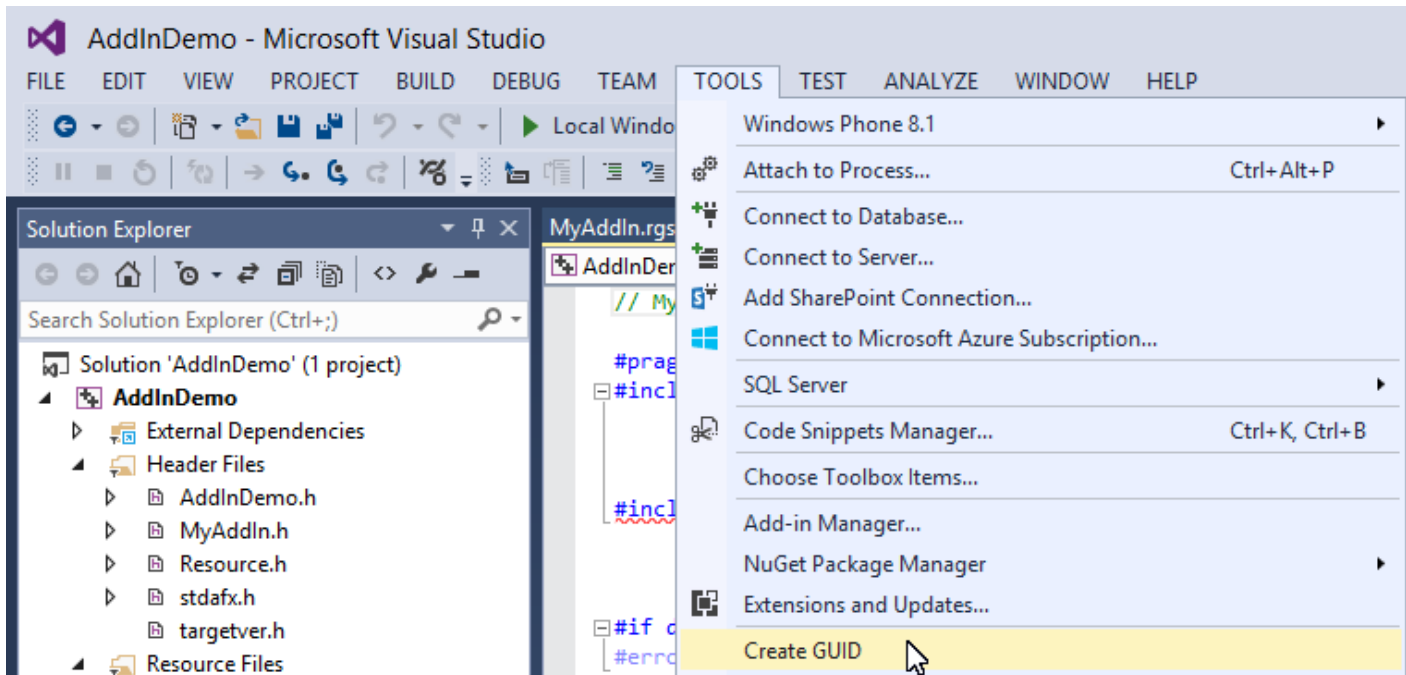 AddInDemo - Microsoft Visual Studio
FILE EDIT VIEW PROJECT BUILD DEBUG TEAM TOOLS TEST ANALYZE WINDOW HELP
Local Windo
Windows Phone 8.1
Attach to Process... Ctrl+Alt+P
Connect to Database...
Connect to Server...
Add SharePoint Connection...
Connect to Microsoft Azure Subscription...
SQL Server
Code Snippets Manager... Ctrl+K, Ctrl+B
Choose Toolbox Items...
Add-in Manager...
NuGet Package Manager
Extensions and Updates...
Create GUID
Solution Explorer
Search Solution Explorer (Ctrl+;)
Solution 'AddInDemo' (1 project)
AddInDemo
External Dependencies
Header Files
AddInDemo.h
MyAddIn.h
Resource.h
stdafx.h
targetver.h
Resource Files
MyAddIn.rgs
AddInDer
// My
#prag
#incl
#incl
#if d
#erro